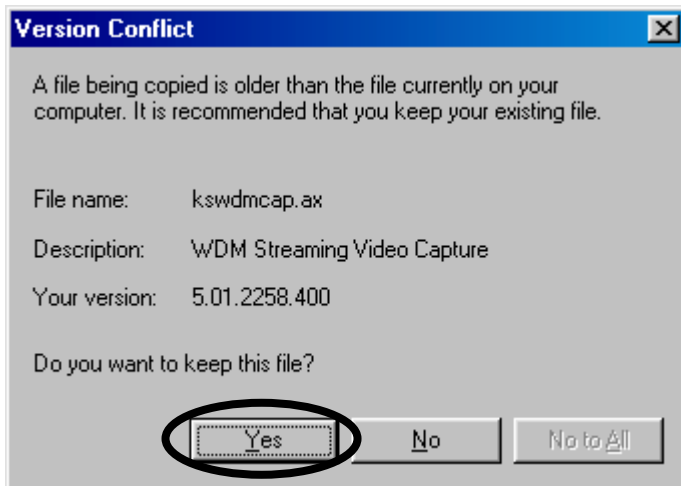 Version Conflict
A file being copied is older than the file currently on your
computer. It is recommended that you keep your existing file.
File name: kswdmcap.ax
Description: WDM Streaming Video Capture
Your version: 5.01.2258.400
Do you want to keep this file?
Yes No No to All